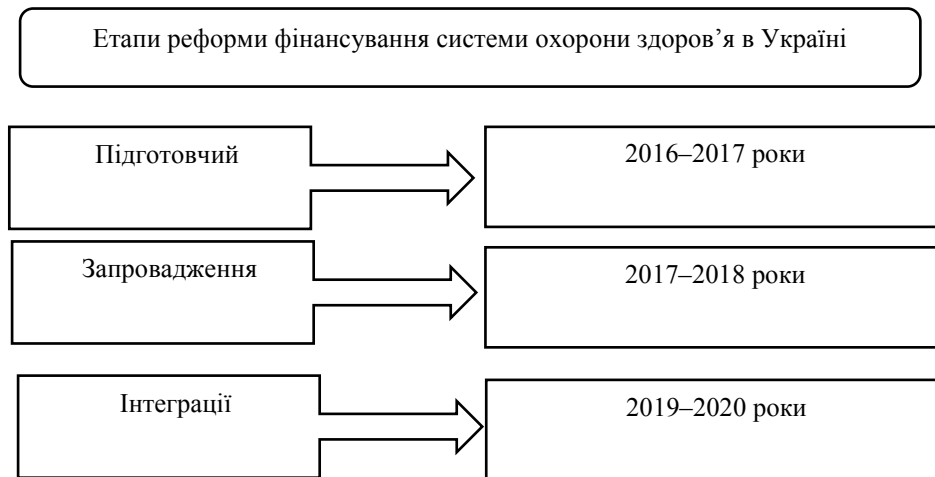 Етапи реформи фінансування системи охорони здоров’я в Україні
Підготовчий
2016–2017 роки
Запровадження
2017–2018 роки
Інтеграції
2019–2020 роки